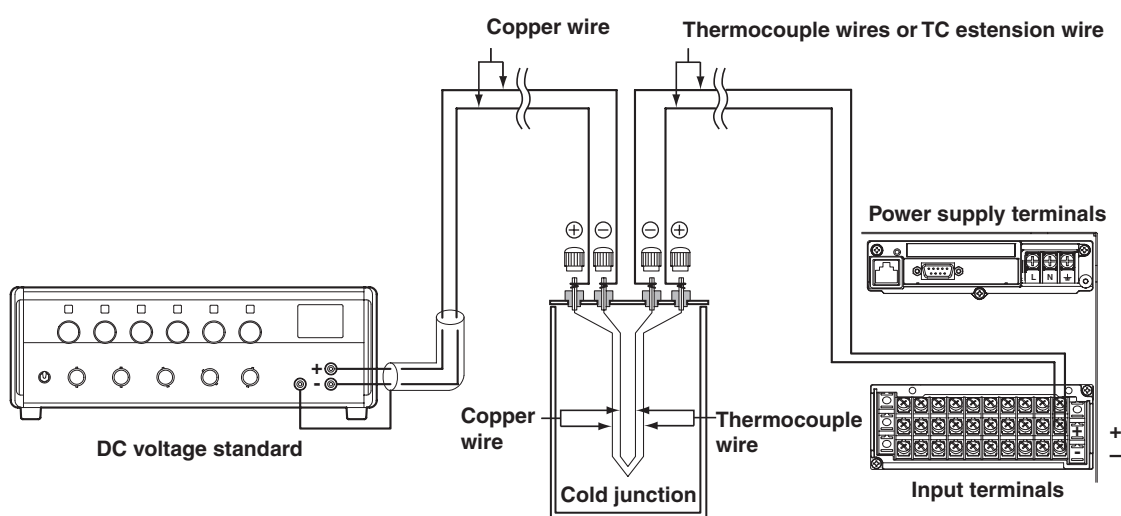 Copper wire
Thermocouple wires or TC estension wire
Power supply terminals
⊕ ⊖ ⊖ ⊕
L N ⏚
+
-
DC voltage standard
Copper
wire
Thermocouple
wire
Cold junction
+
-
+
−
Input terminals